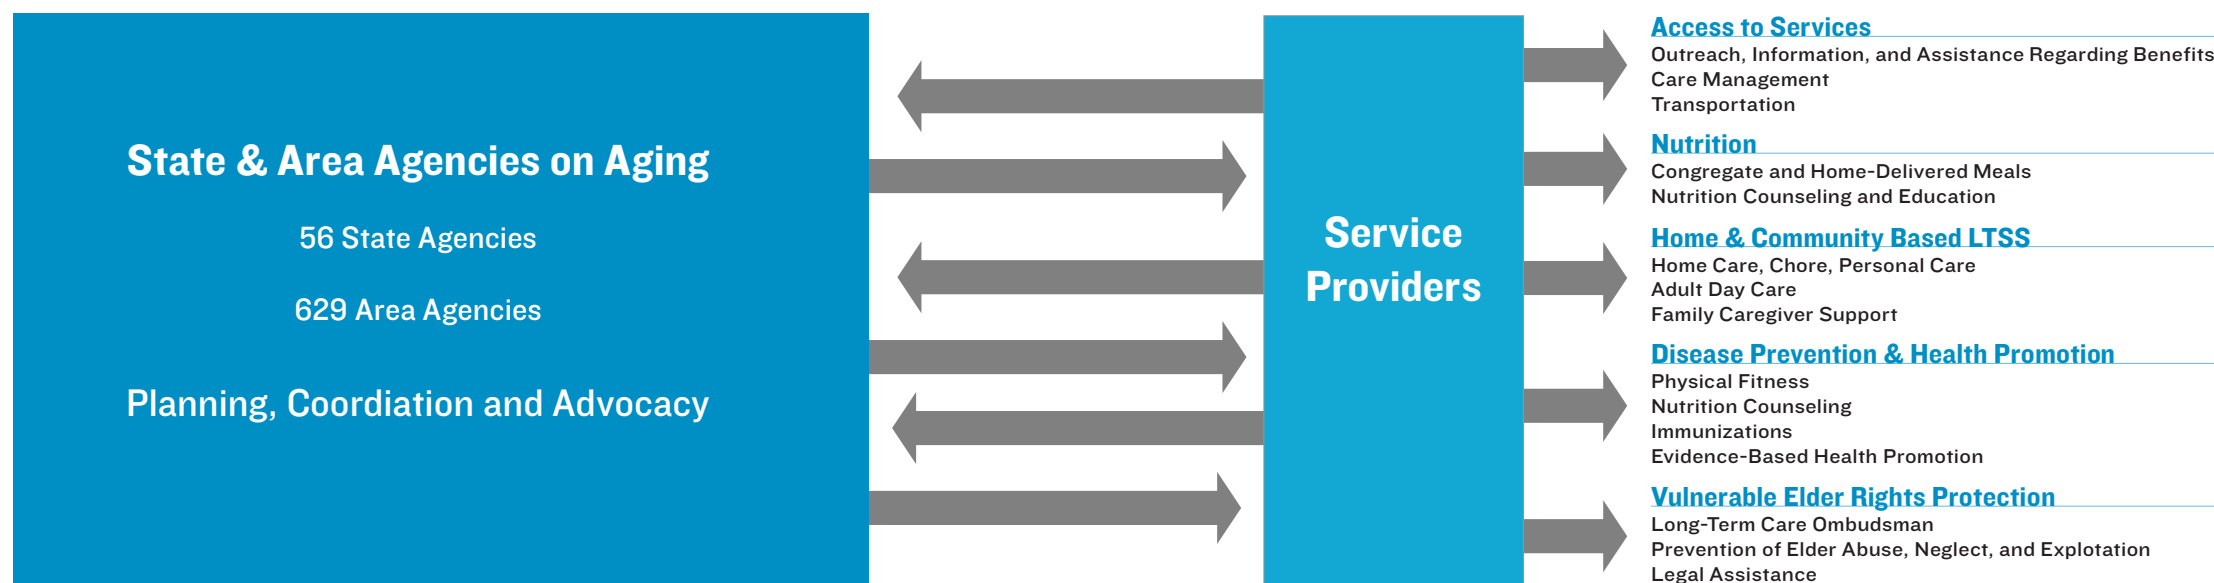 State & Area Agencies on Aging
56 State Agencies
629 Area Agencies
Planning, Coordiation and Advocacy
Service
Providers
Access to Services
Outreach, Information, and Assistance Regarding Benefits
Care Management
Transportation
Nutrition
Congregate and Home-Delivered Meals
Nutrition Counseling and Education
Home & Community Based LTSS
Home Care, Chore, Personal Care
Adult Day Care
Family Caregiver Support
Disease Prevention & Health Promotion
Physical Fitness
Nutrition Counseling
Immunizations
Evidence-Based Health Promotion
Vulnerable Elder Rights Protection
Long-Term Care Ombudsman
Prevention of Elder Abuse, Neglect, and Explotation
Legal Assistance